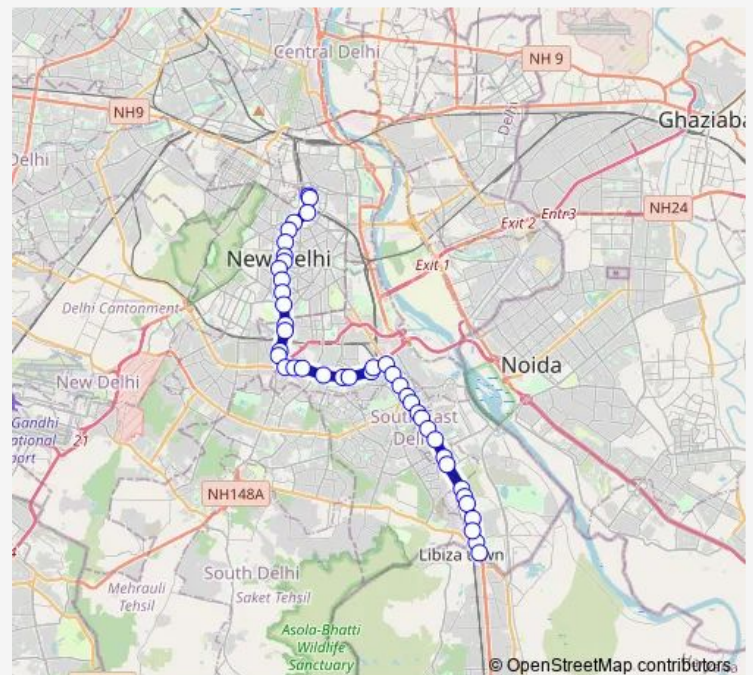 Central Delhi
NH 9
NH9
Delhi
Ghaziaba
Delhi
NH24
Exit 2
Entr3
New Delhi
Exit 1
Delhi Cantonment
Noida
New Delhi
Gandhi
ational
port
21
South East
Delhi
NH148A
Libiza town
South Delhi
Mehrauli
Tehsil
Saket Tehsil
Asola-Bhatti
Wildlife
Sanctuary
© OpenStreetMap contributors